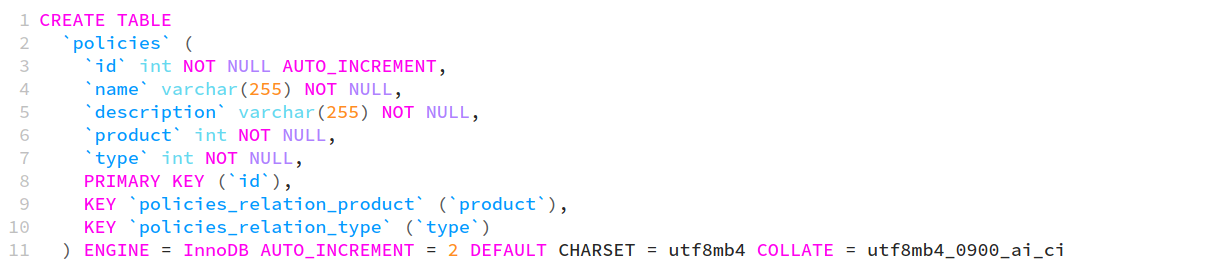 1 CREATE TABLE
2 `policies` (
3 `id` int NOT NULL AUTO_INCREMENT,
4 `name` varchar(255) NOT NULL,
5 `description` varchar(255) NOT NULL,
6 `product` int NOT NULL,
7 `type` int NOT NULL,
8 PRIMARY KEY (`id`),
9 KEY `policies_relation_product` (`product`),
10 KEY `policies_relation_type` (`type`)
11 ) ENGINE = InnoDB AUTO_INCREMENT = 2 DEFAULT CHARSET = utf8mb4 COLLATE = utf8mb4_0900_ai_ci